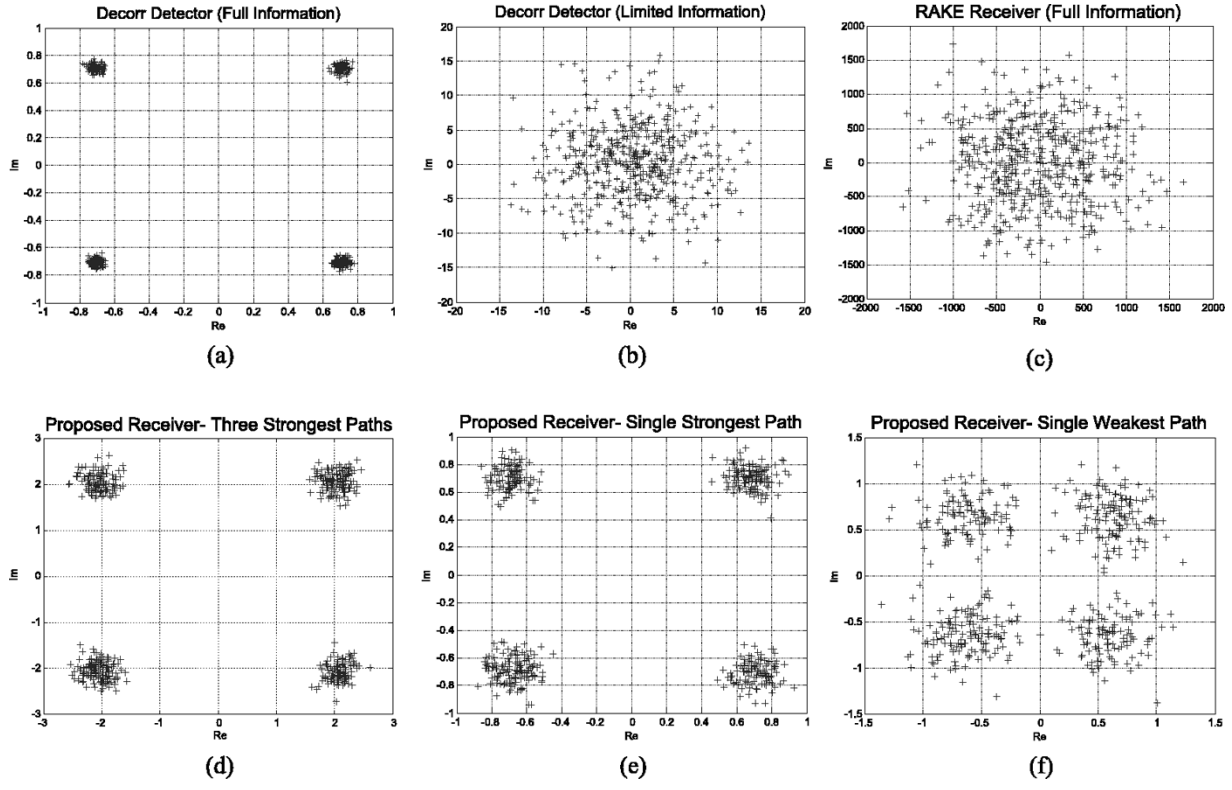 Decorr Detector (Full Information)
1
0.8
0.6
0.4
0.2
0
-0.2
-0.4
-0.6
-0.8
-1
Im
-1 -0.8 -0.6 -0.4 -0.2 0 0.2 0.4 0.6 0.8 1
Re
(a)
Decorr Detector (Limited Information)
20
15
10
5
0
-5
-10
-15
-20
Im
-20 -15 -10 -5 0 5 10 15 20
Re
(b)
RAKE Receiver (Full Information)
2000
1500
1000
500
0
-500
-1000
-1500
-2000
Im
-2000 -1500 -1000 -500 0 500 1000 1500 2000
Re
(c)
Proposed Receiver- Three Strongest Paths
3
2
1
0
-1
-2
-3
Im
-3 -2 -1 0 1 2 3
Re
(d)
Proposed Receiver- Single Strongest Path
1
0.8
0.6
0.4
0.2
0
-0.2
-0.4
-0.6
-0.8
-1
Im
-1 -0.8 -0.6 -0.4 -0.2 0 0.2 0.4 0.6 0.8 1
Re
(e)
Proposed Receiver- Single Weakest Path
1.5
1
0.5
0
-0.5
-1
-1.5
Im
-1.5 -1 -0.5 0 0.5 1 1.5
Re
(f)